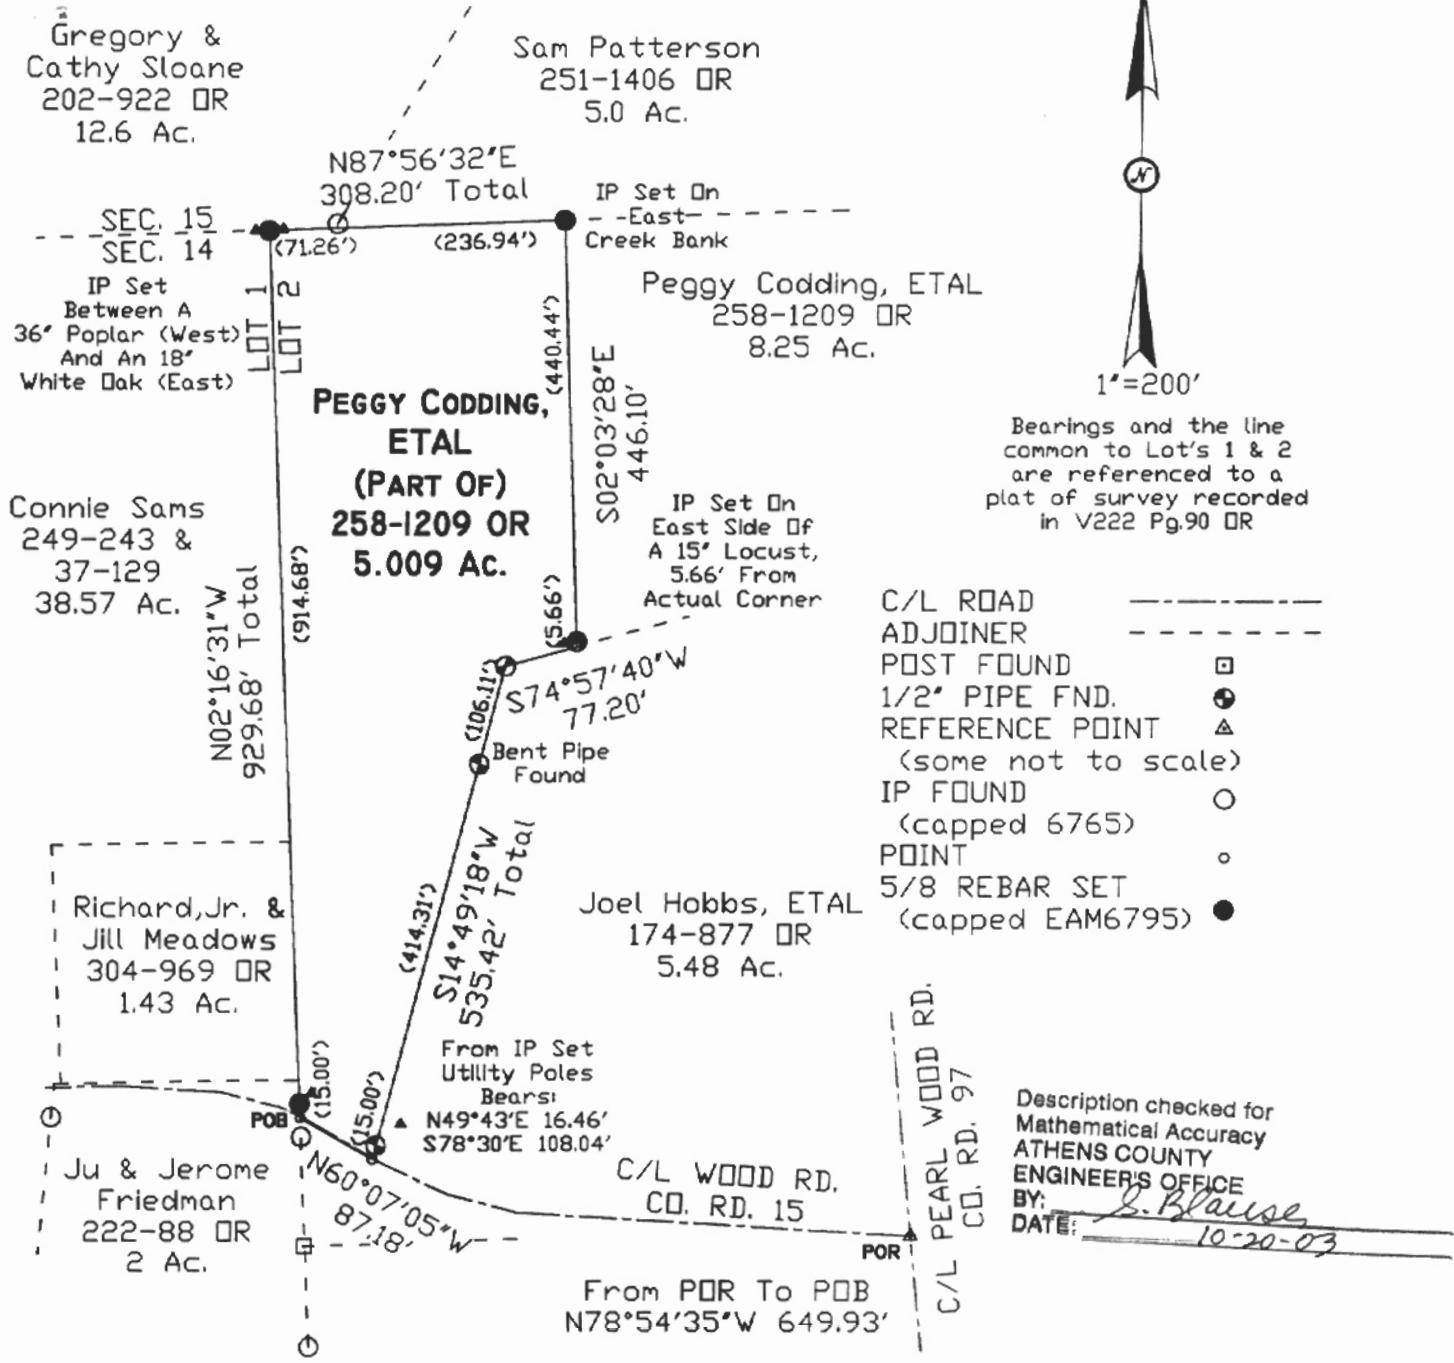 Gregory &
Cathy Sloane
202-922 OR
12.6 Ac.
Sam Patterson
251-1406 OR
5.0 Ac.
N87°56'32"E
308.20' Total
IP Set On
East
Creek Bank
SEC. 15
SEC. 14
(71.26')
(236.94')
N
1"=200'
Bearings and the line
common to Lot's 1 & 2
are referenced to a
plat of survey recorded
in V222 Pg.90 OR
IP Set
Between A
36" Poplar (West)
And An 18"
White Oak (East)
LOT 1
LOT 2
Peggy Codding, ETAL
258-1209 OR
8.25 Ac.
(440.44')
S02°03'28"E
446.10'
PEGGY CODDING,
ETAL
(PART OF)
258-1209 OR
5.009 Ac.
Connie Sams
249-243 &
37-129
38.57 Ac.
N02°16'31"W
929.68' Total
(914.68')
IP Set On
East Side Of
A 15" Locust,
5.66' From
Actual Corner
(5.66')
S74°57'40"W
77.20'
(106.11')
Bent Pipe
Found
C/L ROAD
ADJOINER
POST FOUND
1/2" PIPE FND.
REFERENCE POINT
(some not to scale)
IP FOUND
(capped 6765)
POINT
5/8 REBAR SET
(capped EAM6795)
S14°49'18"W
535.42' Total
(414.31')
Richard,Jr. &
Jill Meadows
304-969 OR
1.43 Ac.
Joel Hobbs, ETAL
174-877 OR
5.48 Ac.
From IP Set
Utility Poles
Bears:
N49°43'E 16.46'
S78°30'E 108.04'
(15.00')
(15.00')
POB
Ju & Jerome
Friedman
222-88 OR
2 Ac.
N60°07'05"W
87.18'
C/L WOOD RD.
CO. RD. 15
POR
C/L PEARL WOOD RD.
CO. RD. 97
From POR To POB
N78°54'35"W 649.93'
Description checked for
Mathematical Accuracy
ATHENS COUNTY
ENGINEER'S OFFICE
BY: S. Blause
DATE: 10-20-03